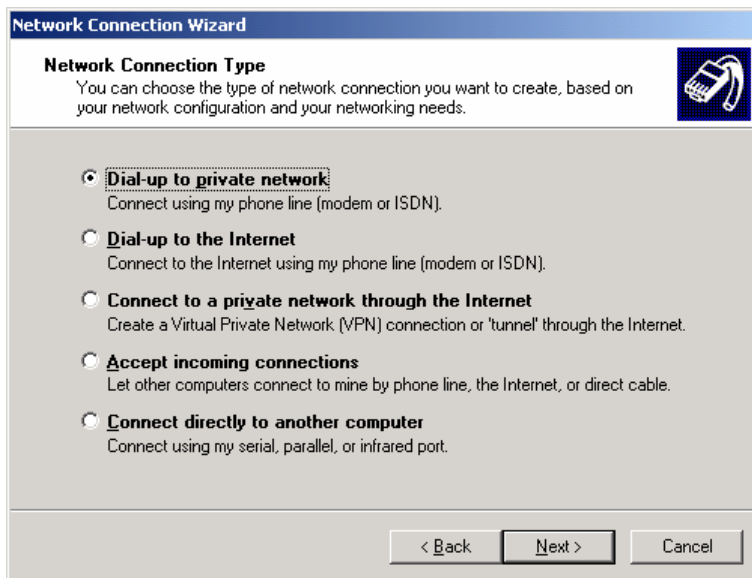 Network Connection Wizard
Network Connection Type
You can choose the type of network connection you want to create, based on
your network configuration and your networking needs.
Dial-up to private network
Connect using my phone line (modem or ISDN).
Dial-up to the Internet
Connect to the Internet using my phone line (modem or ISDN).
Connect to a private network through the Internet
Create a Virtual Private Network (VPN) connection or 'tunnel' through the Internet.
Accept incoming connections
Let other computers connect to mine by phone line, the Internet, or direct cable.
Connect directly to another computer
Connect using my serial, parallel, or infrared port.
< Back Next > Cancel